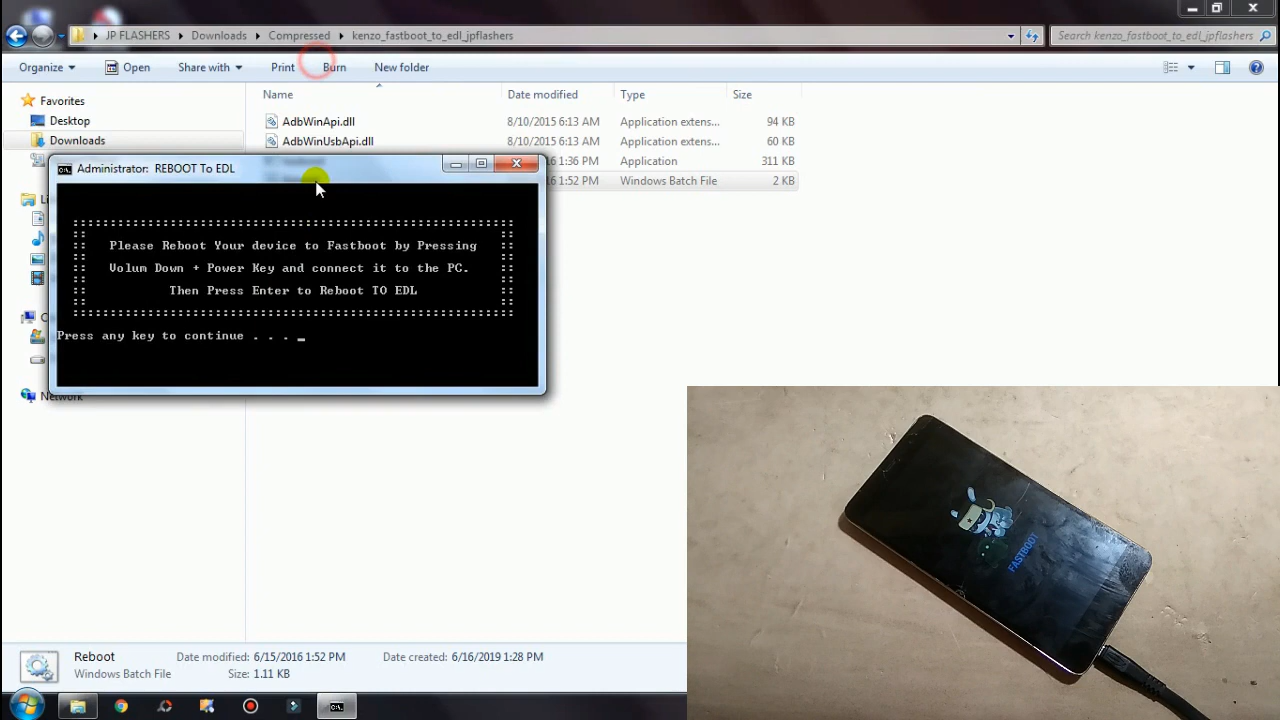 JP FLASHERS Downloads Compressed kenzo_fastboot_to_edl_jpflashers
Search kenzo_fastboot_to_edl_jpflashers
Organize Open Share with Print Burn New folder
Favorites
Desktop
Downloads
Name Date modified Type Size
AdbWinApi.dll 8/10/2015 6:13 AM Application extens... 94 KB
AdbWinUsbApi.dll 8/10/2015 6:13 AM Application extens... 60 KB
1:36 PM Application 311 KB
1:52 PM Windows Batch File 2 KB
Administrator: REBOOT To EDL
Please Reboot Your device to Fastboot by Pressing
Volum Down + Power Key and connect it to the PC.
Then Press Enter to Reboot TO EDL
Press any key to continue . . . _
Network
FASTBOOT
Reboot Date modified: 6/15/2016 1:52 PM Date created: 6/16/2019 1:28 PM
Windows Batch File Size: 1.11 KB